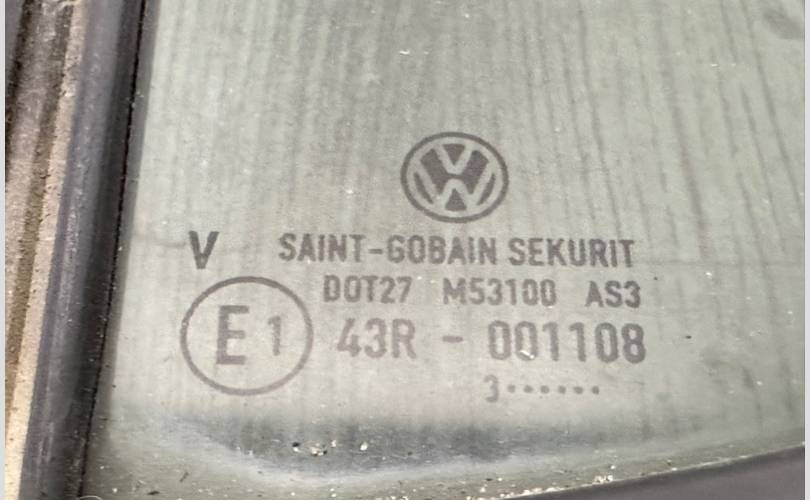 V SAINT-GOBAIN SEKURIT
DOT27 M53100 AS3
E1 43R - 001108
3······